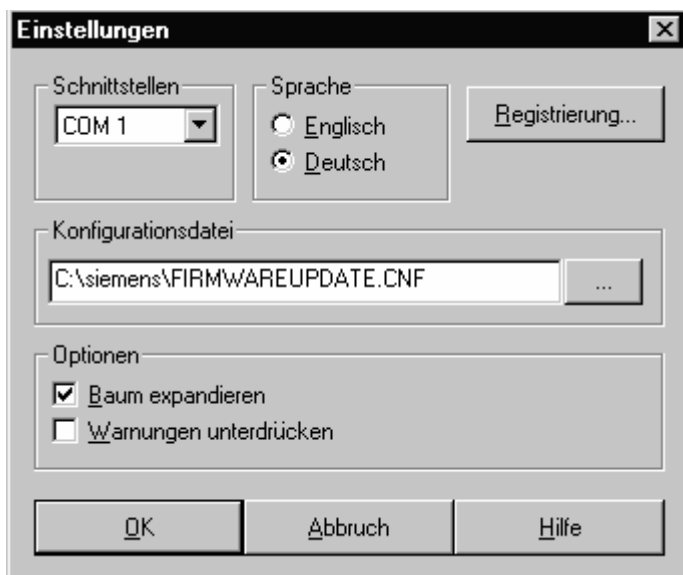 Einstellungen
Schnittstellen
COM 1
Sprache
Englisch
Deutsch
Registrierung...
Konfigurationsdatei
C:\siemens\FIRMWAREUPDATE.CNF
...
Optionen
Baum expandieren
Warnungen unterdrücken
OK
Abbruch
Hilfe